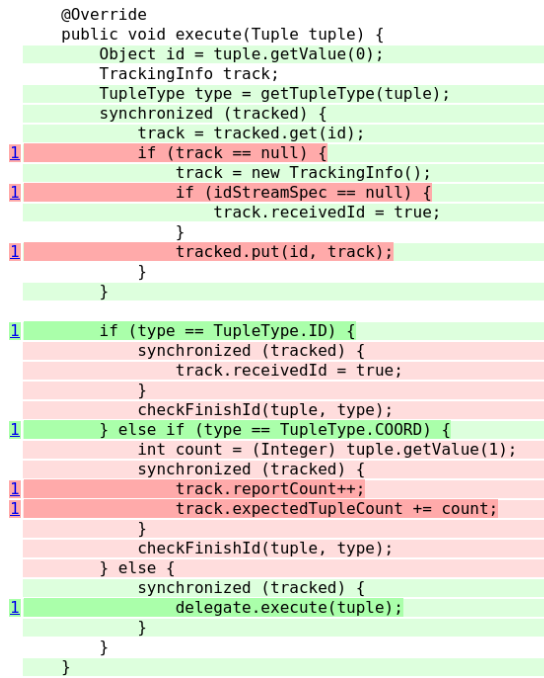 @Override
    public void execute(Tuple tuple) {
        Object id = tuple.getValue(0);
        TrackingInfo track;
        TupleType type = getTupleType(tuple);
        synchronized (tracked) {
            track = tracked.get(id);
1            if (track == null) {
                track = new TrackingInfo();
1                if (idStreamSpec == null) {
                    track.receivedId = true;
                }
1                tracked.put(id, track);
            }
        }

1        if (type == TupleType.ID) {
            synchronized (tracked) {
                track.receivedId = true;
            }
            checkFinishId(tuple, type);
1        } else if (type == TupleType.COORD) {
            int count = (Integer) tuple.getValue(1);
            synchronized (tracked) {
1                track.reportCount++;
1                track.expectedTupleCount += count;
            }
            checkFinishId(tuple, type);
        } else {
            synchronized (tracked) {
1                delegate.execute(tuple);
            }
        }
    }